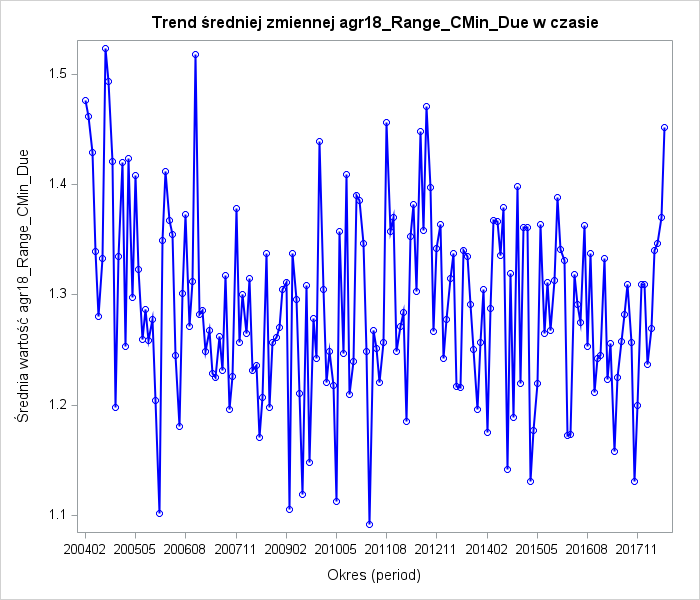 Trend średniej zmiennej agr18_Range_CMin_Due w czasie
Średnia wartość agr18_Range_CMin_Due
1.5
1.4
1.3
1.2
1.1
200402 200505 200608 200711 200902 201005 201108 201211 201402 201505 201608 201711
Okres (period)